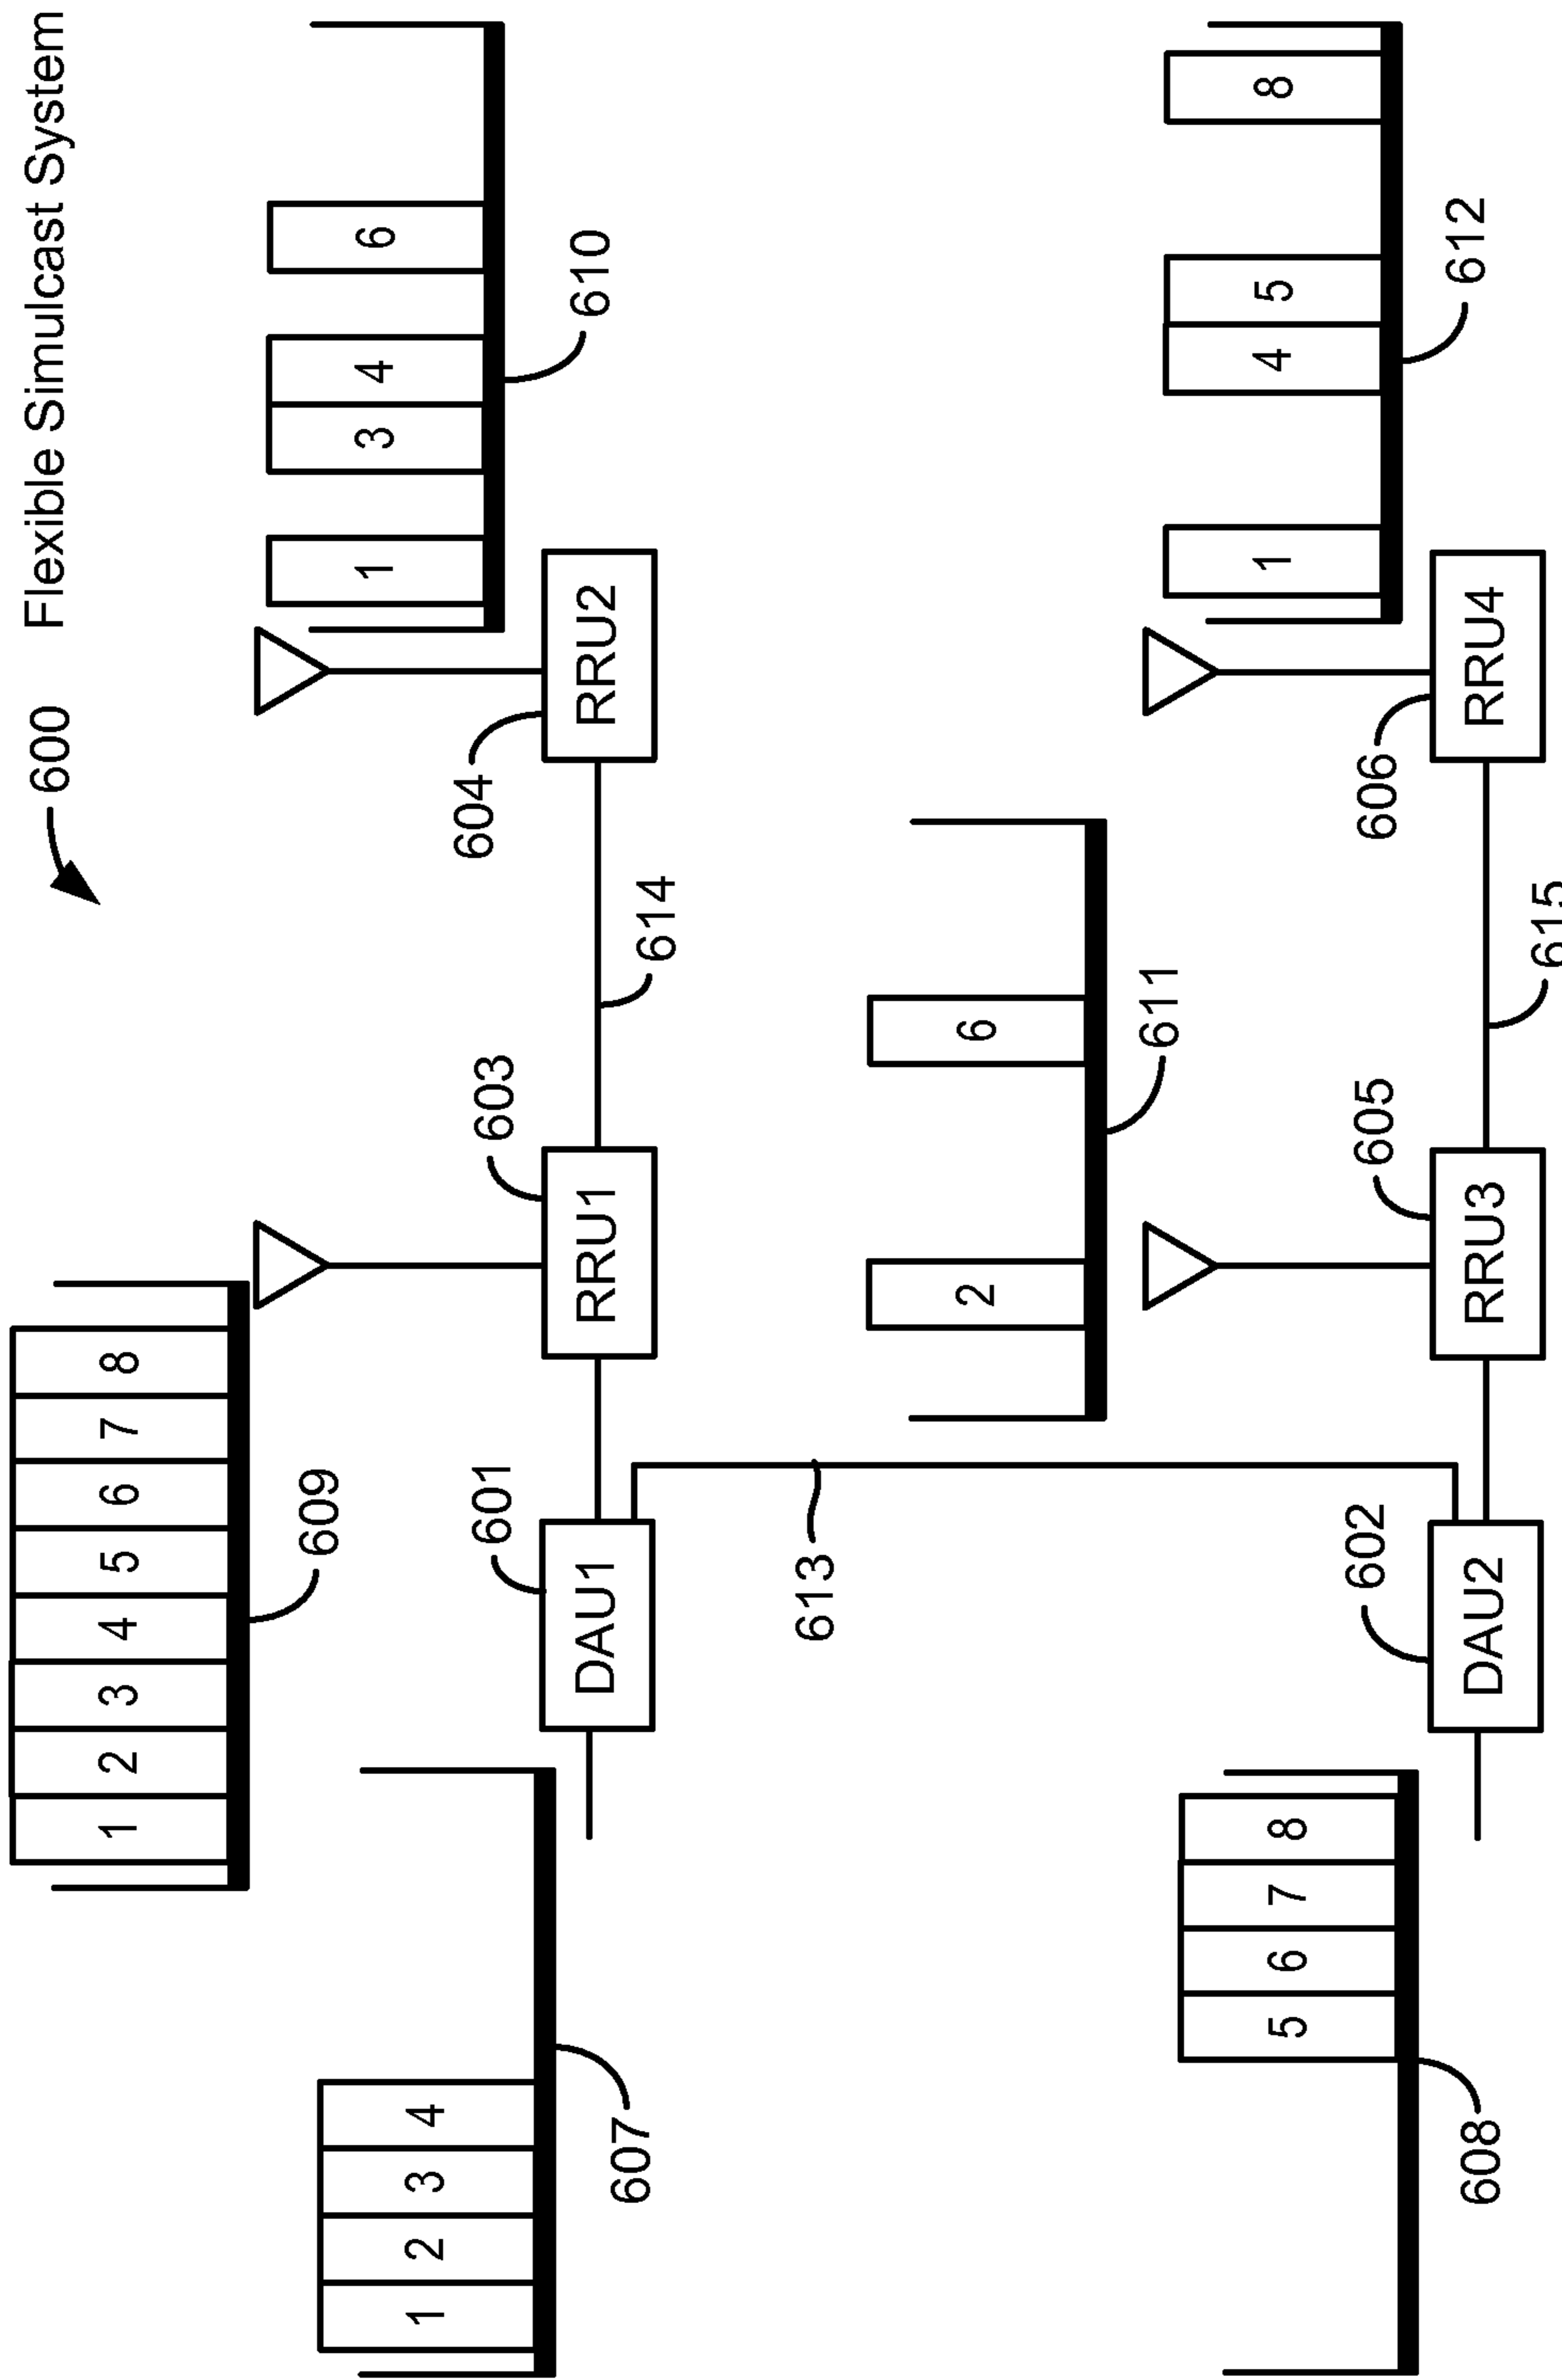 600 Flexible Simulcast System
1 2 3 4 5 6 7 8
609
1 2 3 4
607
1 3 4 6
610
601
603
604
DAU1
RRU1
RRU2
614
613
2 6
611
5 6 7 8
608
1 4 5 8
612
602
605
606
DAU2
RRU3
RRU4
615